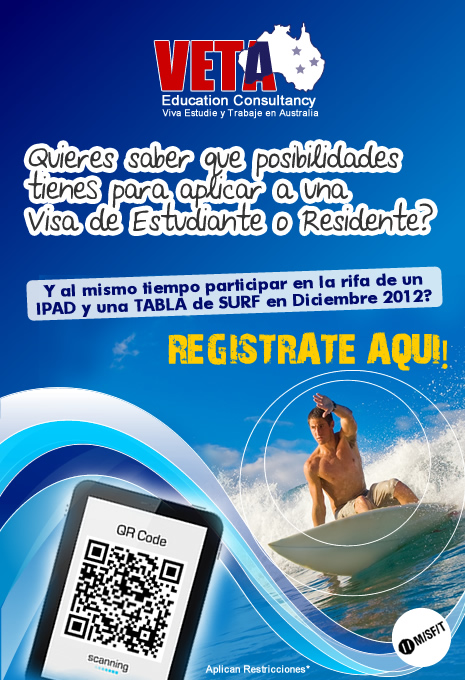 VETA
Education Consultancy
Viva Estudie y Trabaje en Australia
Quieres saber que posibilidades
tienes para aplicar a una
Visa de Estudiante o Residente?
Y al mismo tiempo participar en la rifa de un
IPAD y una TABLA de SURF en Diciembre 2012?
REGISTRATE AQUI!
QR Code
scanning
MISFIT
Aplican Restricciones*